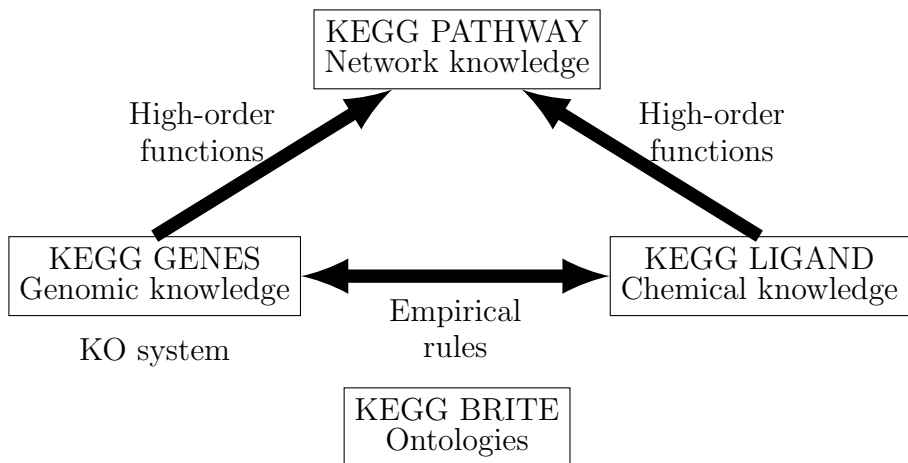 KEGG PATHWAY
Network knowledge
High-order
functions
High-order
functions
KEGG GENES
Genomic knowledge
KEGG LIGAND
Chemical knowledge
Empirical
rules
KO system
KEGG BRITE
Ontologies